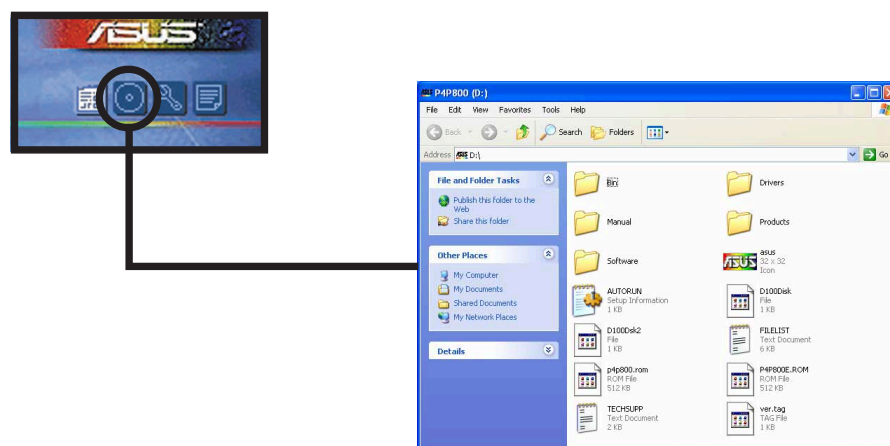 ASUS
P4P800 (D:)
File Edit View Favorites Tools Help
Back Search Folders
Address D:\ Go
File and Folder Tasks
Publish this folder to the
Web
Share this folder
Other Places
My Computer
My Documents
Shared Documents
My Network Places
Details
Bin
Drivers
Manual
Products
Software
ASUS
asus
32 x 32
Icon
AUTORUN
Setup Information
1 KB
D100Disk
File
1 KB
D100Dsk2
File
1 KB
FILELIST
Text Document
6 KB
p4p800.rom
ROM File
512 KB
P4P800E.ROM
ROM File
512 KB
TECHSUPP
Text Document
2 KB
ver.tag
TAG File
1 KB